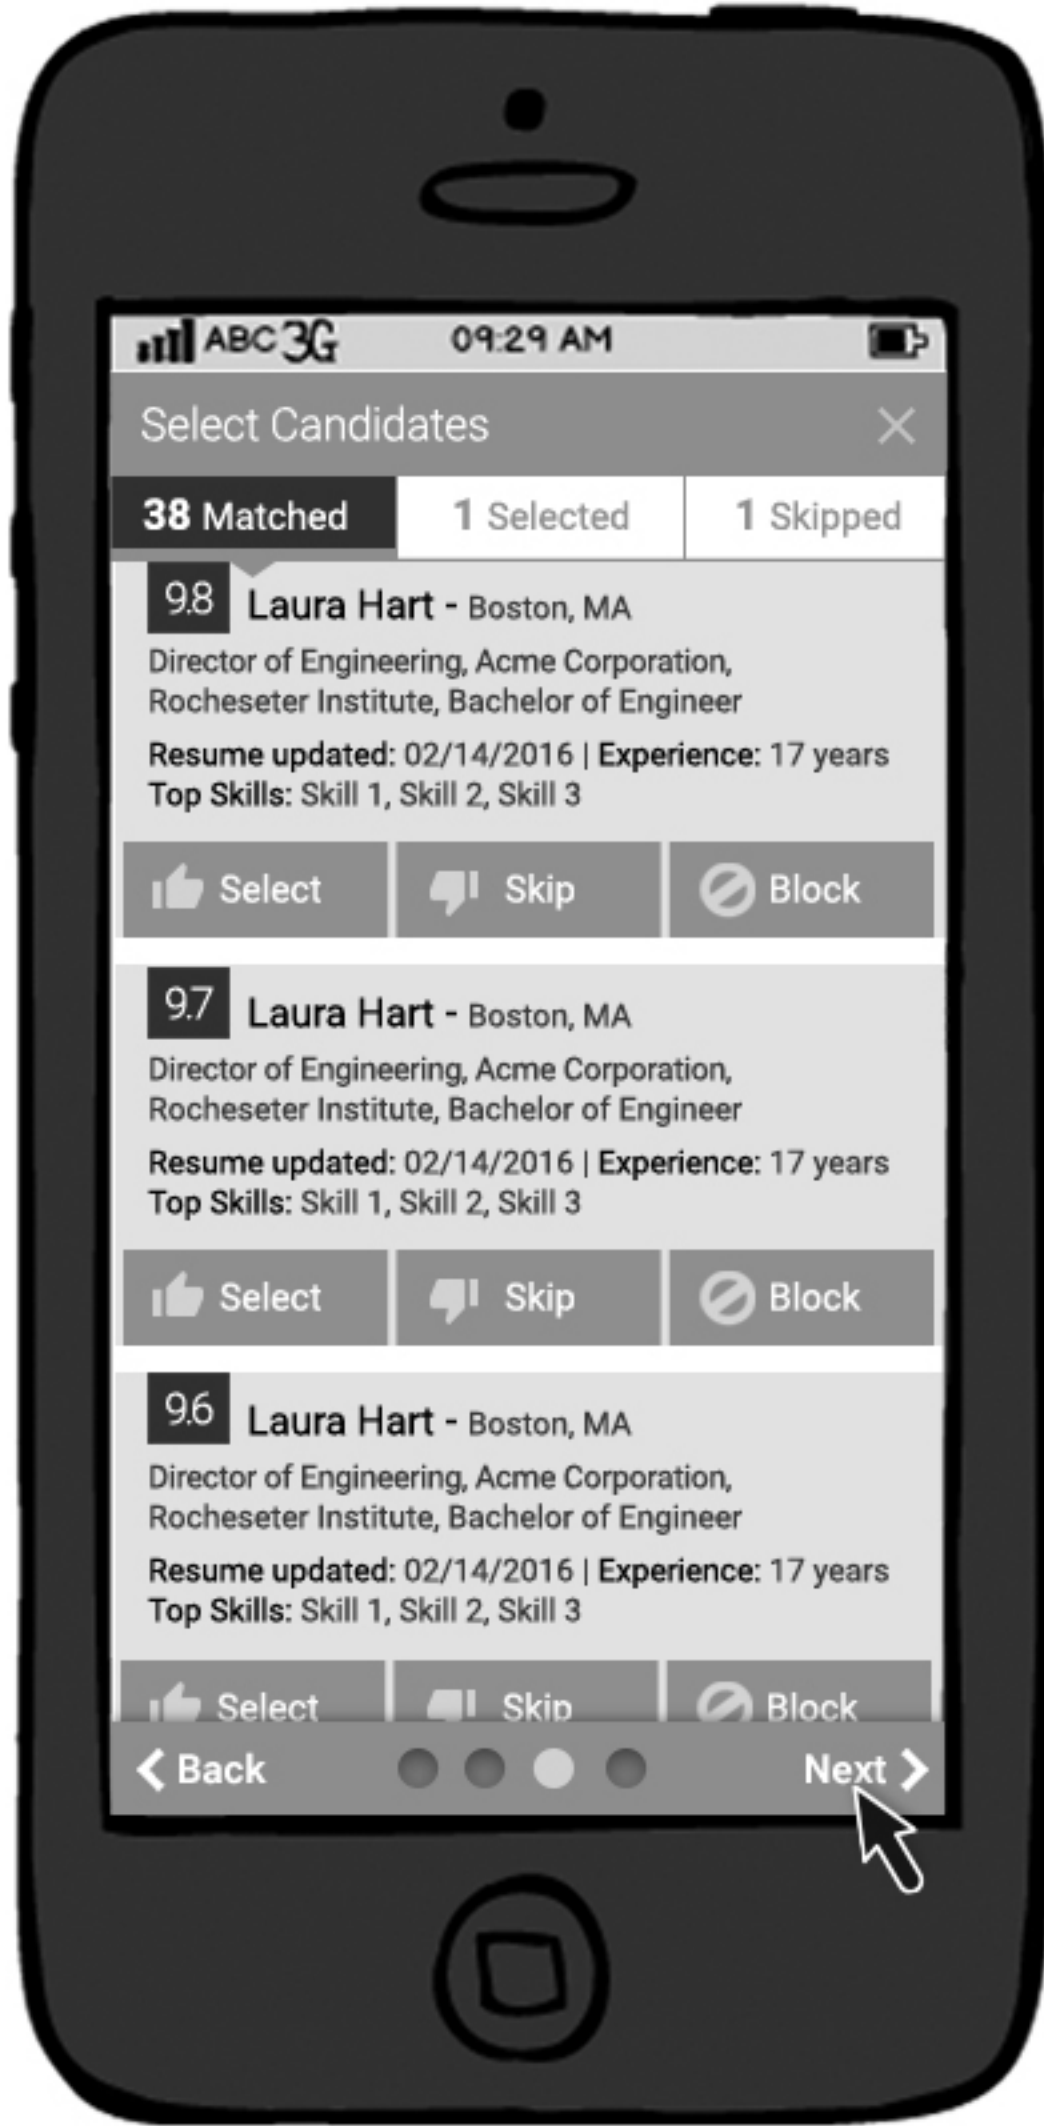 ABC 3G 09:29 AM
Select Candidates
38 Matched 1 Selected 1 Skipped
9.8 Laura Hart - Boston, MA
Director of Engineering, Acme Corporation,
Rocheseter Institute, Bachelor of Engineer
Resume updated: 02/14/2016 | Experience: 17 years
Top Skills: Skill 1, Skill 2, Skill 3
Select Skip Block
9.7 Laura Hart - Boston, MA
Director of Engineering, Acme Corporation,
Rocheseter Institute, Bachelor of Engineer
Resume updated: 02/14/2016 | Experience: 17 years
Top Skills: Skill 1, Skill 2, Skill 3
Select Skip Block
9.6 Laura Hart - Boston, MA
Director of Engineering, Acme Corporation,
Rocheseter Institute, Bachelor of Engineer
Resume updated: 02/14/2016 | Experience: 17 years
Top Skills: Skill 1, Skill 2, Skill 3
Select Skip Block
Back Next